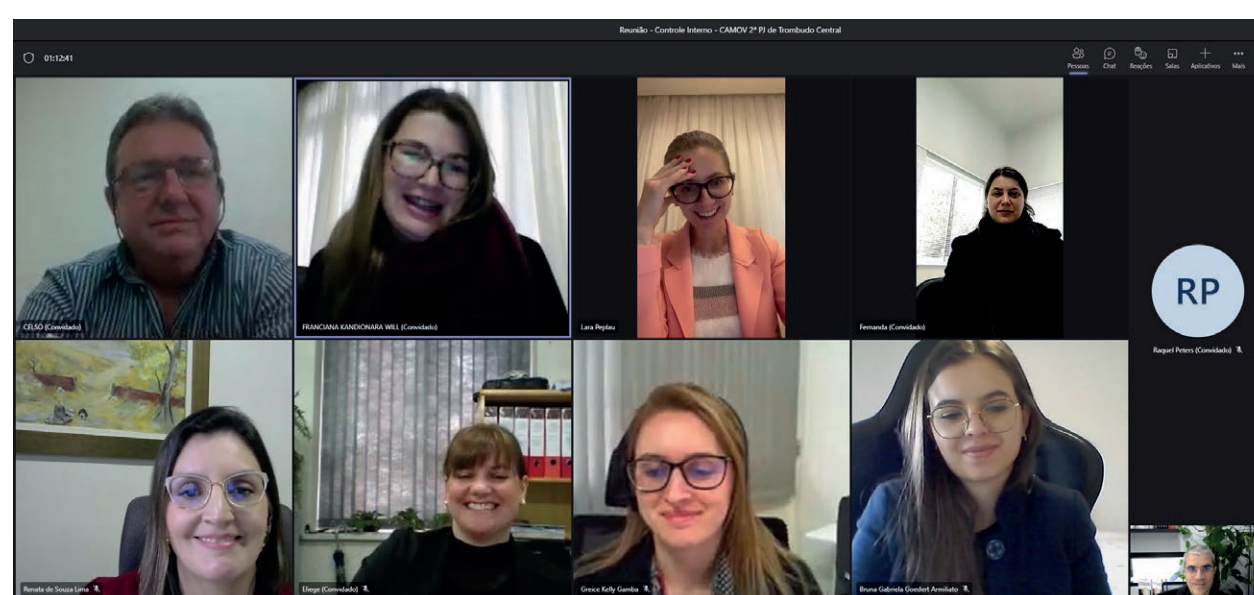 Reunião - Controle Interno - CAMOV 2ª PJ de Trombudo Central
01:12:41
Pessoas Chat Reações Salas Aplicativos Mais
CELSO (Convidado)
FRANCIANA KANDIONARA WILL (Convidado)
Lara Peplau
Fernanda (Convidado)
RP
Raquel Peters (Convidado)
Renata de Souza Lima
Eliege (Convidado)
Greice Kelly Gamba
Bruna Gabriela Goedert Armiliato